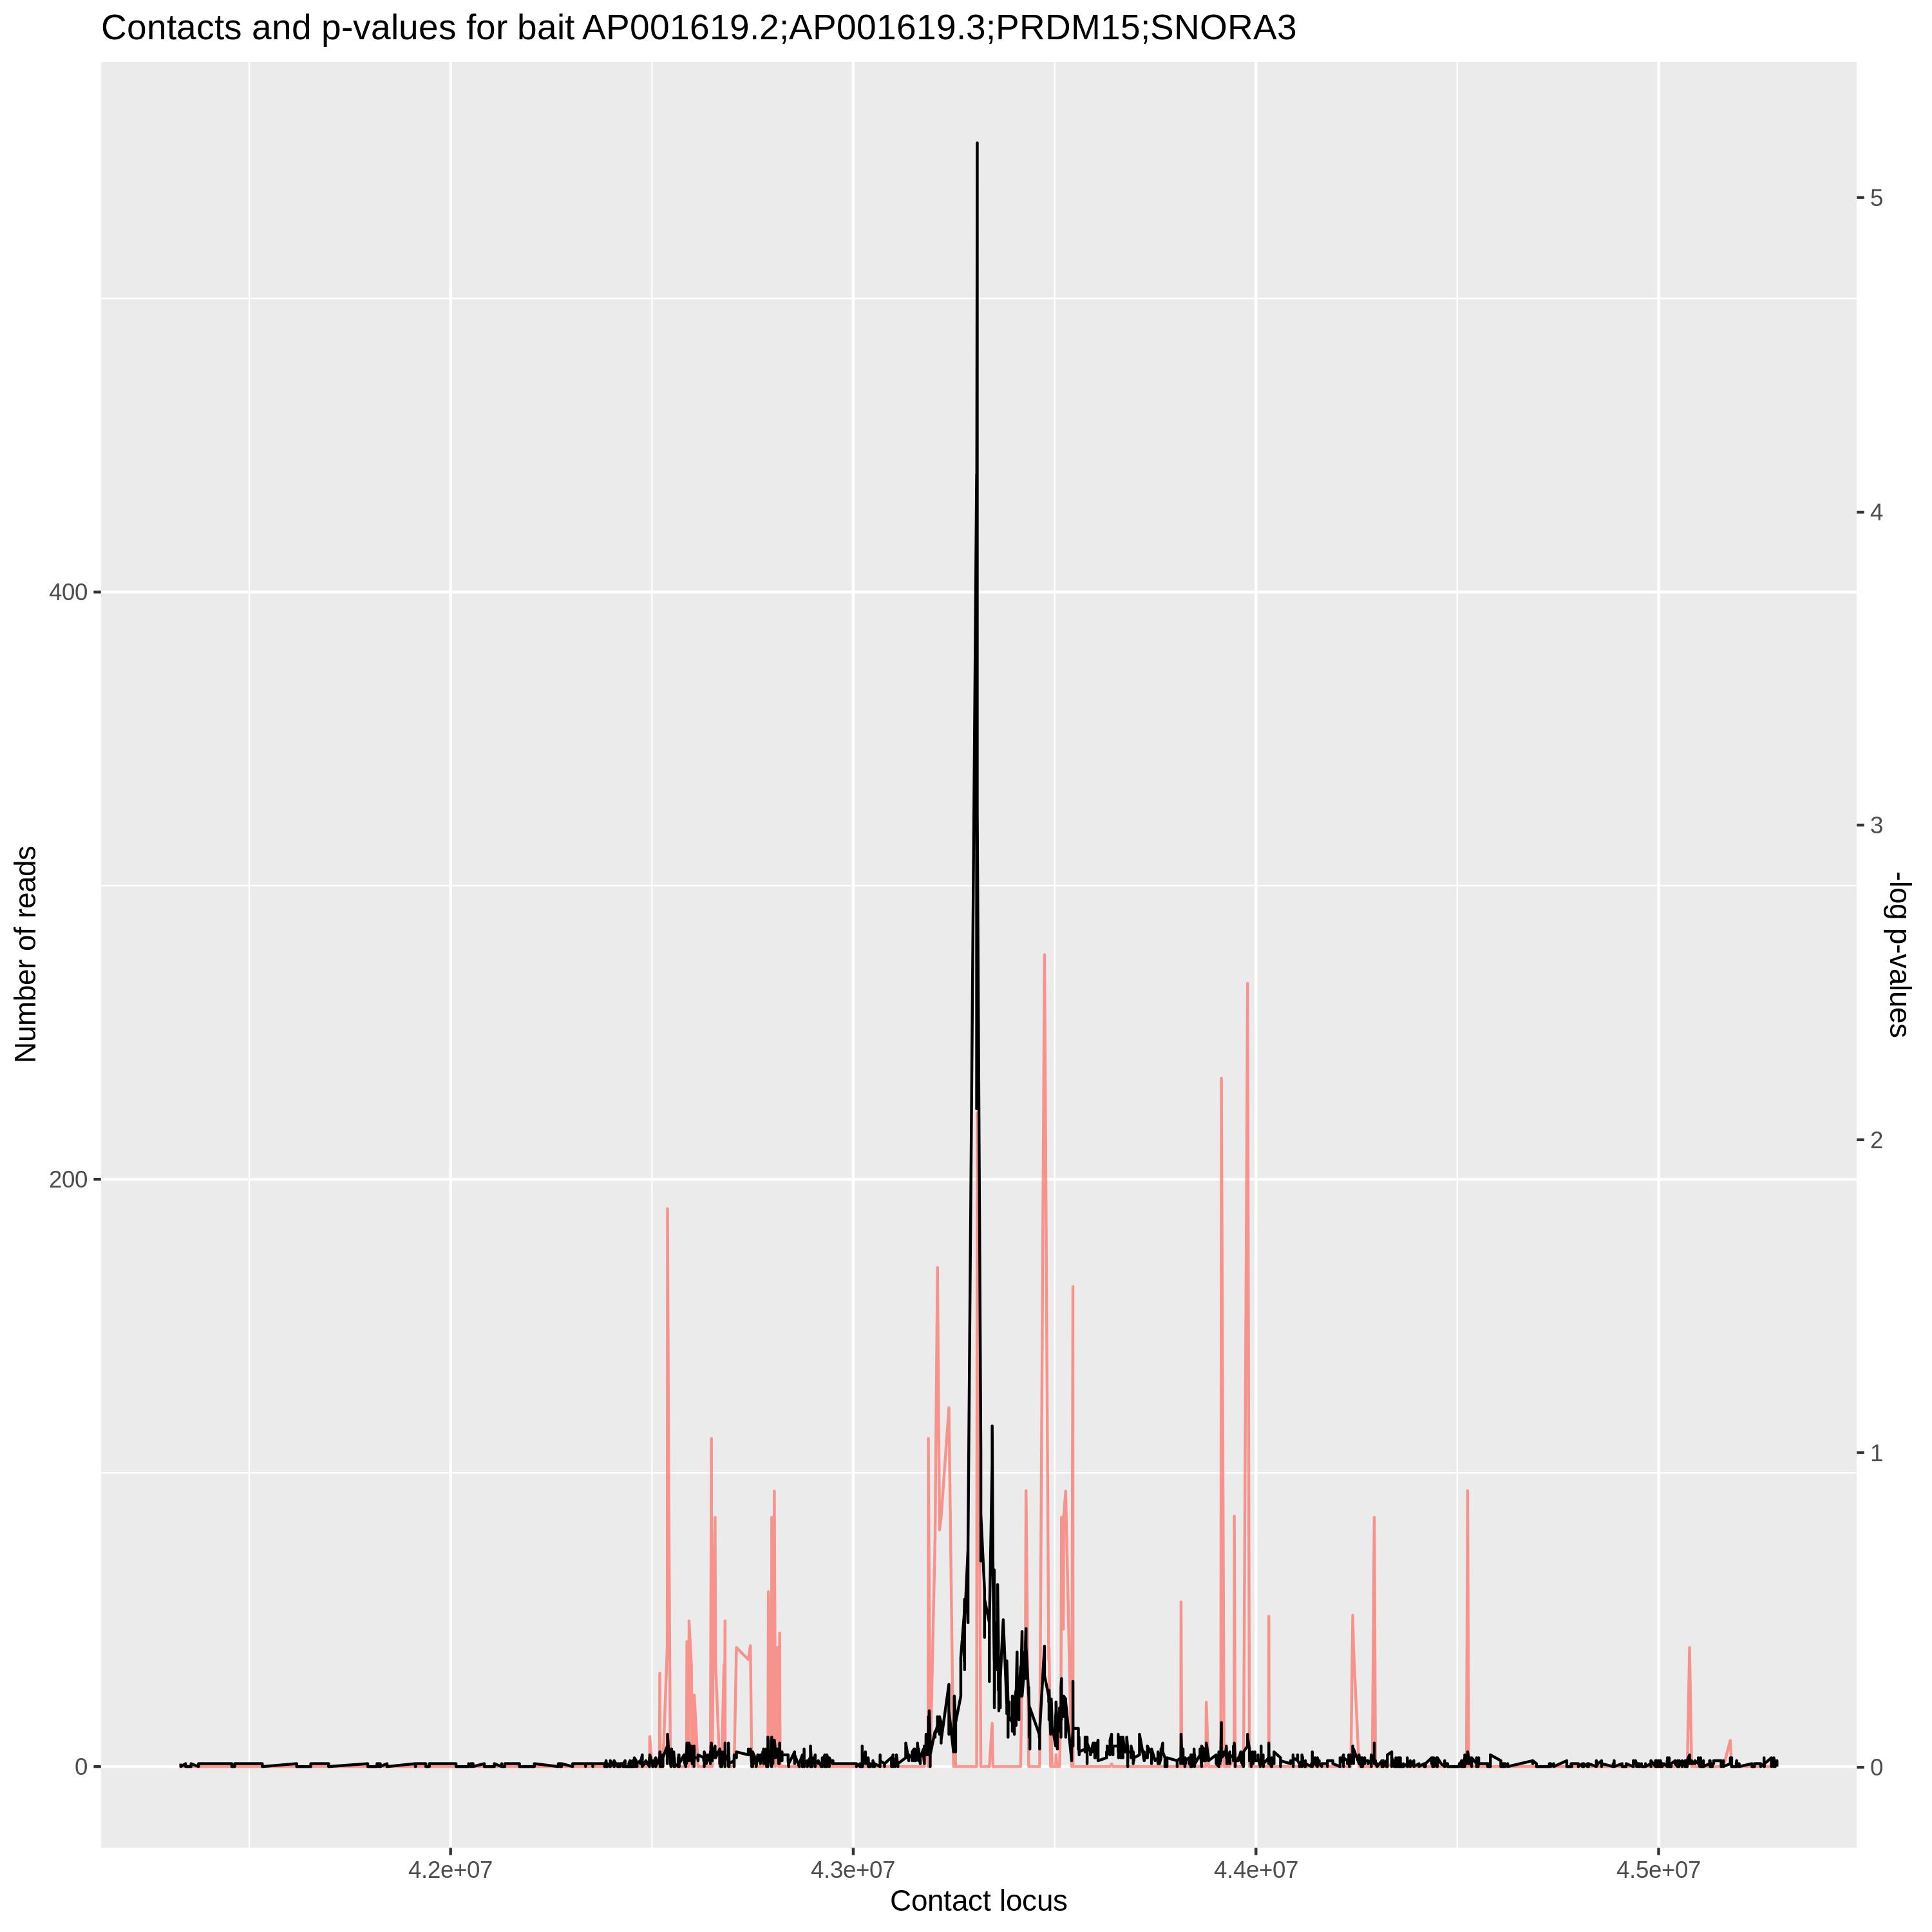 Contacts and p-values for bait AP001619.2;AP001619.3;PRDM15;SNORA3
5
4
400
3
Number of reads
-log p-values
2
200
1
0
0
4.2e+07
4.3e+07
4.4e+07
4.5e+07
Contact locus